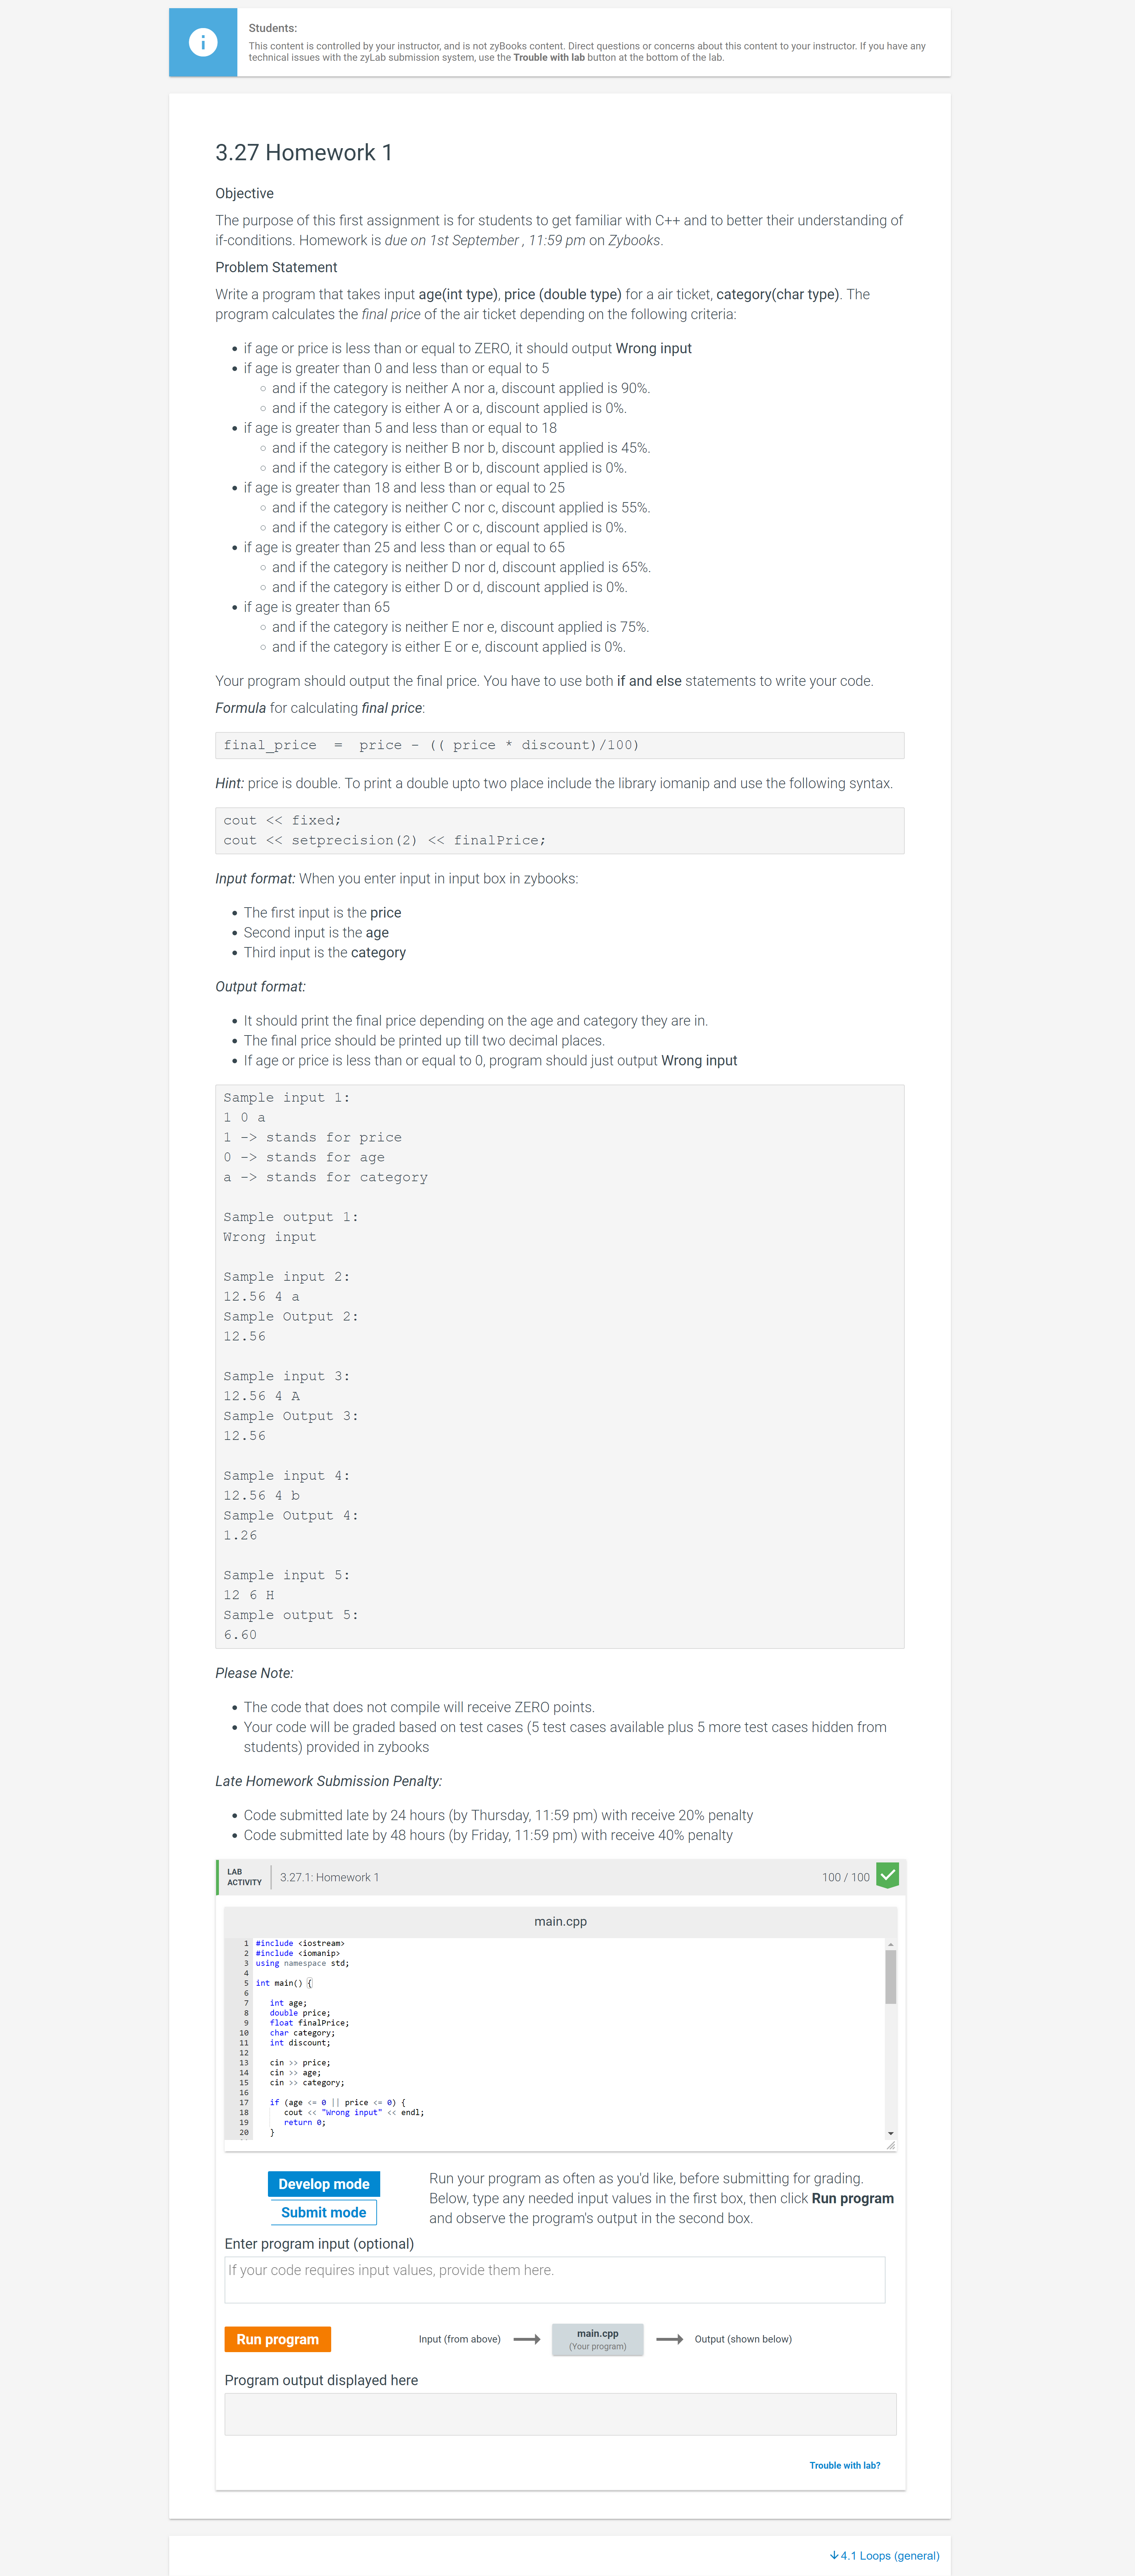 Students:
This content is controlled by your instructor, and is not zyBooks content. Direct questions or concerns about this content to your instructor. If you have any
technical issues with the zyLab submission system, use the Trouble with lab button at the bottom of the lab.
3.27 Homework 1
Objective
The purpose of this first assignment is for students to get familiar with C++ and to better their understanding of
if-conditions. Homework is due on 1st September , 11:59 pm on Zybooks.
Problem Statement
Write a program that takes input age(int type), price (double type) for a air ticket, category(char type). The
program calculates the final price of the air ticket depending on the following criteria:
• if age or price is less than or equal to ZERO, it should output Wrong input
• if age is greater than 0 and less than or equal to 5
○ and if the category is neither A nor a, discount applied is 90%.
○ and if the category is either A or a, discount applied is 0%.
• if age is greater than 5 and less than or equal to 18
○ and if the category is neither B nor b, discount applied is 45%.
○ and if the category is either B or b, discount applied is 0%.
• if age is greater than 18 and less than or equal to 25
○ and if the category is neither C nor c, discount applied is 55%.
○ and if the category is either C or c, discount applied is 0%.
• if age is greater than 25 and less than or equal to 65
○ and if the category is neither D nor d, discount applied is 65%.
○ and if the category is either D or d, discount applied is 0%.
• if age is greater than 65
○ and if the category is neither E nor e, discount applied is 75%.
○ and if the category is either E or e, discount applied is 0%.
Your program should output the final price. You have to use both if and else statements to write your code.
Formula for calculating final price:
final_price  =  price - (( price * discount)/100)
Hint: price is double. To print a double upto two place include the library iomanip and use the following syntax.
cout << fixed;
cout << setprecision(2) << finalPrice;
Input format: When you enter input in input box in zybooks:
• The first input is the price
• Second input is the age
• Third input is the category
Output format:
• It should print the final price depending on the age and category they are in.
• The final price should be printed up till two decimal places.
• If age or price is less than or equal to 0, program should just output Wrong input
Sample input 1:
1 0 a
1 -> stands for price
0 -> stands for age
a -> stands for category
Sample output 1:
Wrong input
Sample input 2:
12.56 4 a
Sample Output 2:
12.56
Sample input 3:
12.56 4 A
Sample Output 3:
12.56
Sample input 4:
12.56 4 b
Sample Output 4:
1.26
Sample input 5:
12 6 H
Sample output 5:
6.60
Please Note:
• The code that does not compile will receive ZERO points.
• Your code will be graded based on test cases (5 test cases available plus 5 more test cases hidden from
students) provided in zybooks
Late Homework Submission Penalty:
• Code submitted late by 24 hours (by Thursday, 11:59 pm) with receive 20% penalty
• Code submitted late by 48 hours (by Friday, 11:59 pm) with receive 40% penalty
LAB
ACTIVITY
3.27.1: Homework 1
100 / 100
main.cpp
1 #include <iostream>
2 #include <iomanip>
3 using namespace std;
4
5 int main() {
6
7    int age;
8    double price;
9    float finalPrice;
10    char category;
11    int discount;
12
13    cin >> price;
14    cin >> age;
15    cin >> category;
16
17    if (age <= 0 || price <= 0) {
18       cout << "Wrong input" << endl;
19       return 0;
20    }
Develop mode
Submit mode
Run your program as often as you'd like, before submitting for grading.
Below, type any needed input values in the first box, then click Run program
and observe the program's output in the second box.
Enter program input (optional)
If your code requires input values, provide them here.
Run program
Input (from above)
main.cpp
(Your program)
Output (shown below)
Program output displayed here
Trouble with lab?
4.1 Loops (general)